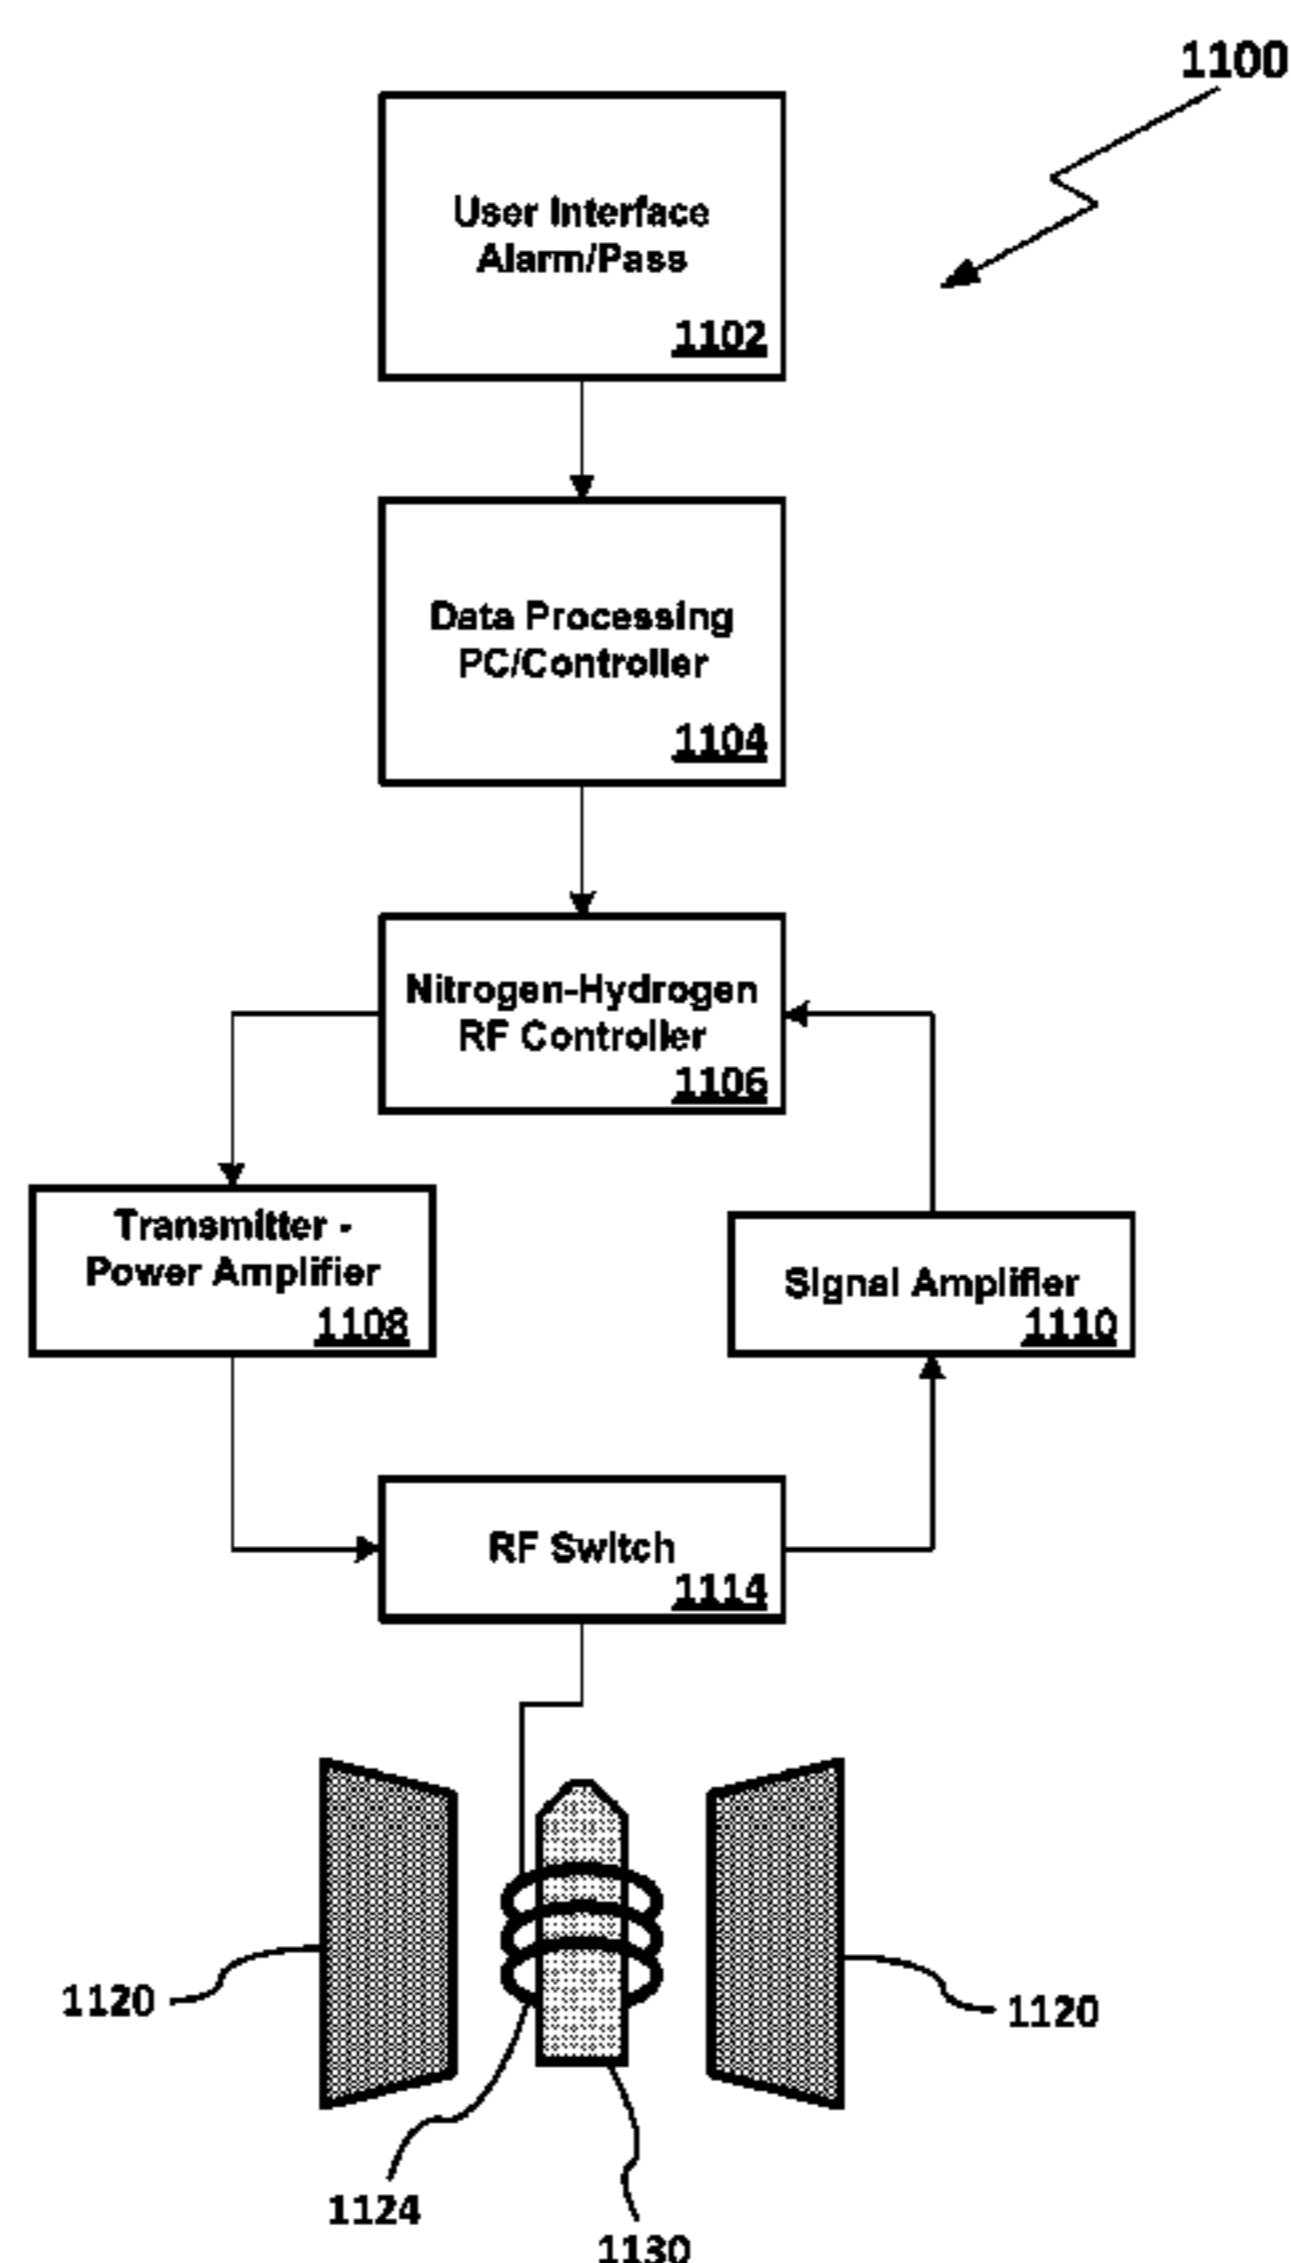 1100
User Interface
Alarm/Pass
1102
Data Processing
PC/Controller
1104
Nitrogen-Hydrogen
RF Controller
1106
Transmitter -
Power Amplifier
1108
Signal Amplifier
1110
RF Switch
1114
1120
1120
1124
1130